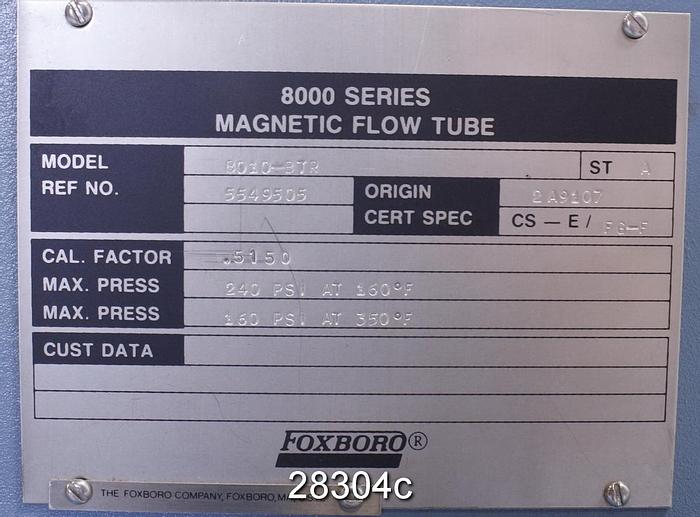 8000 SERIES
MAGNETIC FLOW TUBE
MODEL 8010-BTR ST A
REF NO. 5549505 ORIGIN 2A9107
CERT SPEC CS — E / FG-F
CAL. FACTOR .5150
MAX. PRESS 240 PSI AT 160°F
MAX. PRESS 160 PSI AT 350°F
CUST DATA
FOXBORO®
THE FOXBORO COMPANY, FOXBORO,
28304c